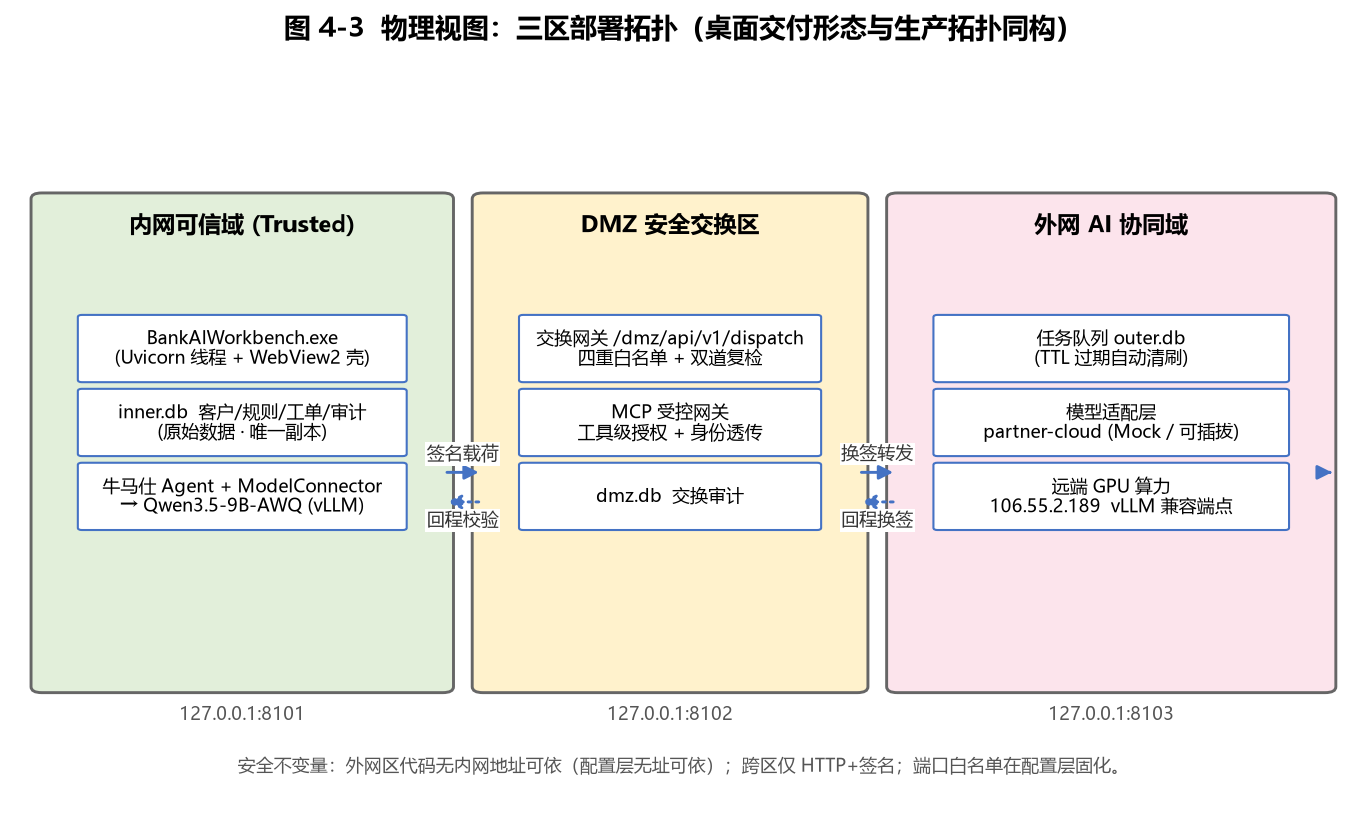 图 4-3 物理视图：三区部署拓扑（桌面交付形态与生产拓扑同构）
内网可信域 (Trusted)
BankAIWorkbench.exe
(Uvicorn 线程 + WebView2 壳)
inner.db 客户/规则/工单/审计
(原始数据 · 唯一副本)
牛马仕 Agent + ModelConnector
→ Qwen3.5-9B-AWQ (vLLM)
127.0.0.1:8101
签名载荷
回程校验
DMZ 安全交换区
交换网关 /dmz/api/v1/dispatch
四重白名单 + 双道复检
MCP 受控网关
工具级授权 + 身份透传
dmz.db 交换审计
127.0.0.1:8102
换签转发
回程换签
外网 AI 协同域
任务队列 outer.db
(TTL 过期自动清刷)
模型适配层
partner-cloud (Mock / 可插拔)
远端 GPU 算力
106.55.2.189 vLLM 兼容端点
127.0.0.1:8103
安全不变量：外网区代码无内网地址可依（配置层无址可依）；跨区仅 HTTP+签名；端口白名单在配置层固化。